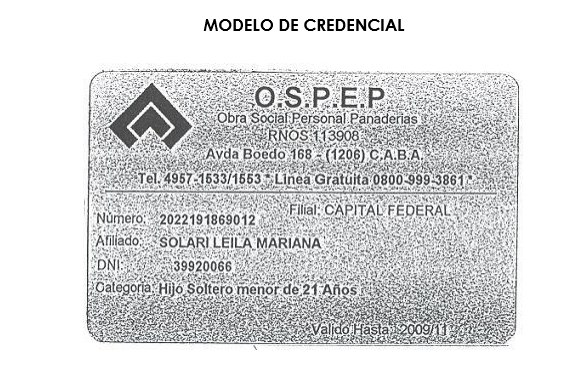 MODELO DE CREDENCIAL
O.S.P.E.P
Obra Social Personal Panaderias
RNOS 113908
Avda Boedo 168 - (1206) C.A.B.A.
Tel. 4957-1533/1553 * Linea Gratuita 0800-999-3861 *
Filial: CAPITAL FEDERAL
Número: 2022191869012
Afiliado: SOLARI LEILA MARIANA
DNI: 39920066
Categoria: Hijo Soltero menor de 21 Años
Valido Hasta: 2009/11